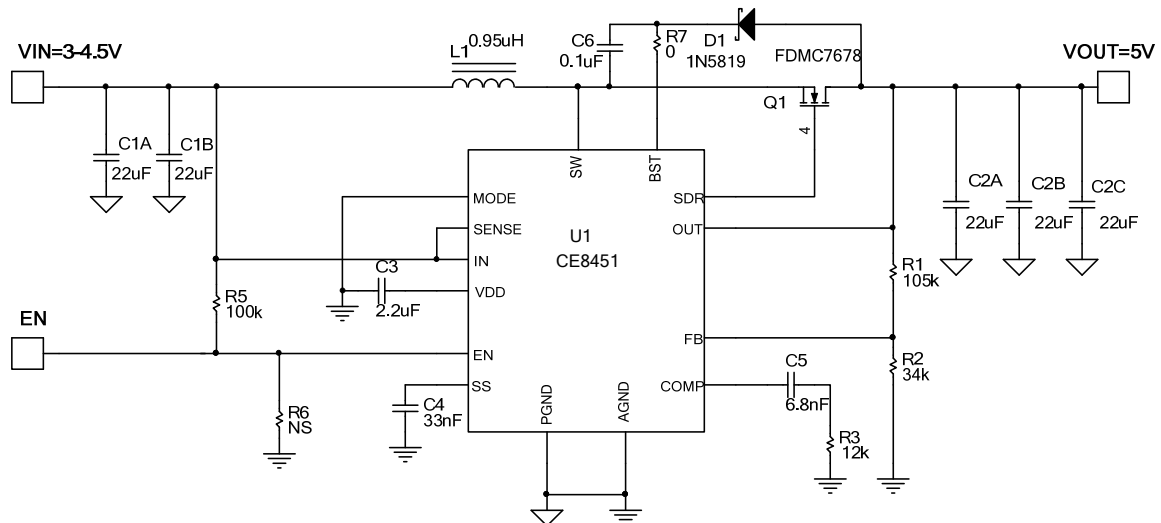 VIN=3-4.5V
L1
0.95uH
C6
0.1uF
R7
0
D1
1N5819
FDMC7678
VOUT=5V
Q1
4
C1A
22uF
C1B
22uF
SW
BST
MODE
SDR
C2A
22uF
C2B
22uF
C2C
22uF
SENSE
OUT
U1
CE8451
IN
C3
2.2uF
VDD
R1
105k
R5
100k
EN
FB
EN
R2
34k
SS
COMP
C5
6.8nF
C4
33nF
PGND
AGND
R6
NS
R3
12k